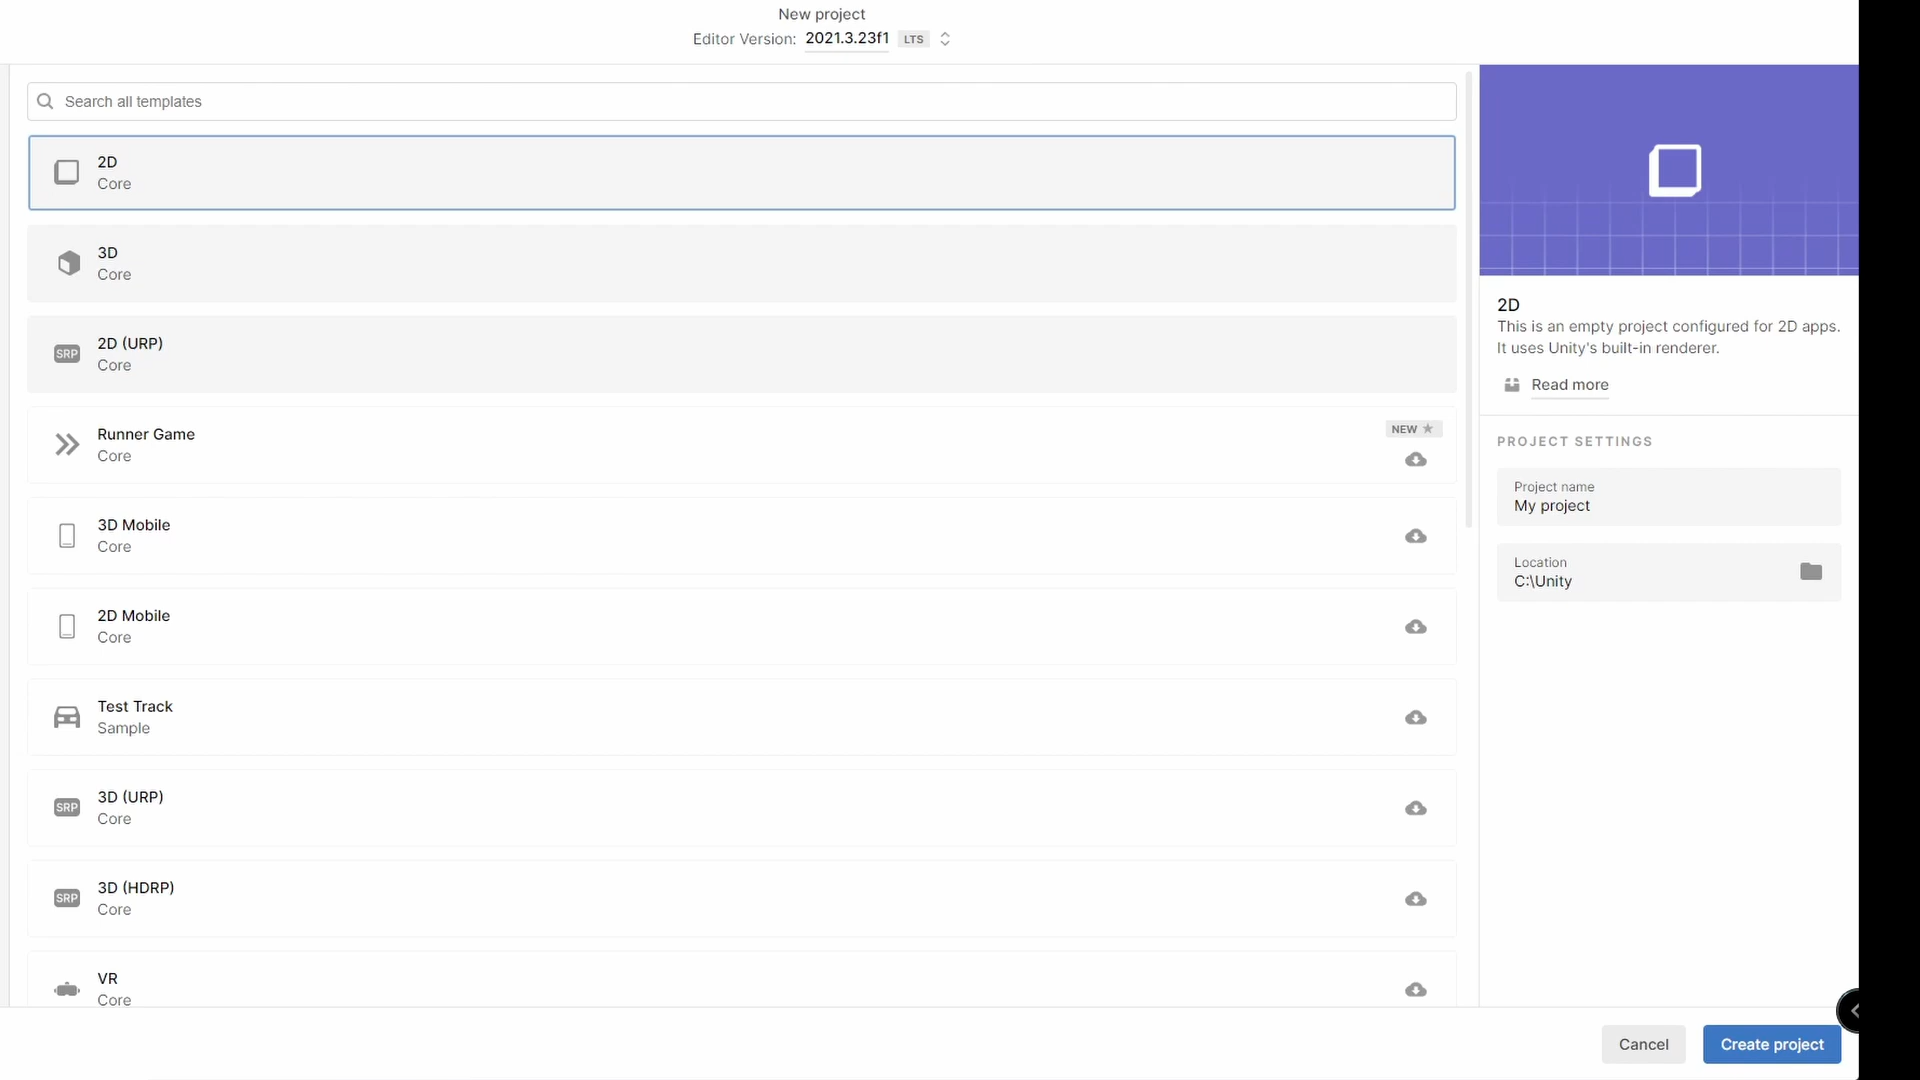 New project
Editor Version: 2021.3.23f1 LTS
Search all templates
2D
Core
3D
Core
SRP
2D (URP)
Core
Runner Game
Core
NEW
3D Mobile
Core
2D Mobile
Core
Test Track
Sample
SRP
3D (URP)
Core
SRP
3D (HDRP)
Core
VR
Core
2D
This is an empty project configured for 2D apps.
It uses Unity's built-in renderer.
Read more
PROJECT SETTINGS
Project name
My project
Location
C:\Unity
Cancel
Create project